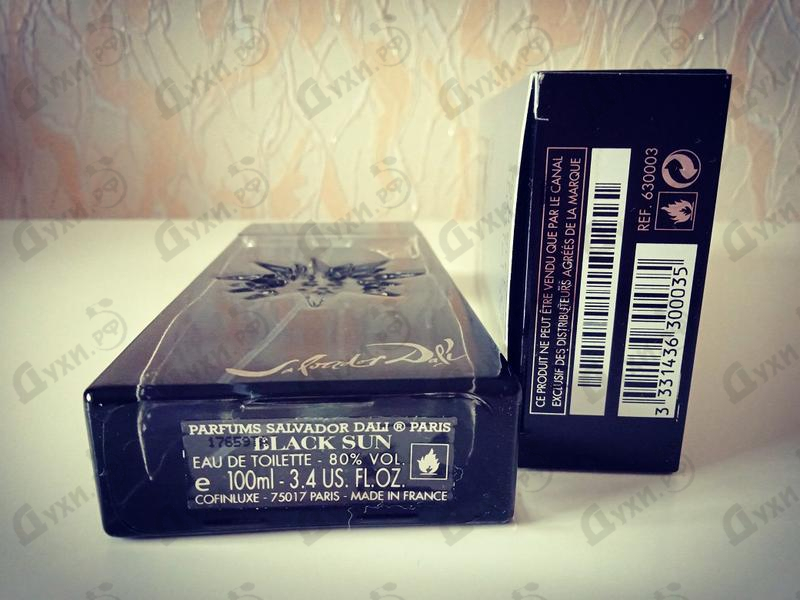 Salvador Dali
PARFUMS SALVADOR DALI ® PARIS
BLACK SUN
EAU DE TOILETTE - 80% VOL.
e 100ml - 3.4 US. FL.OZ.
COFINLUXE - 75017 PARIS - MADE IN FRANCE
CE PRODUIT NE PEUT ÊTRE VENDU QUE PAR LE CANAL
EXCLUSIF DES DISTRIBUTEURS AGRÉÉS DE LA MARQUE
REF. 630003
3 331436 300035
Духи.рф